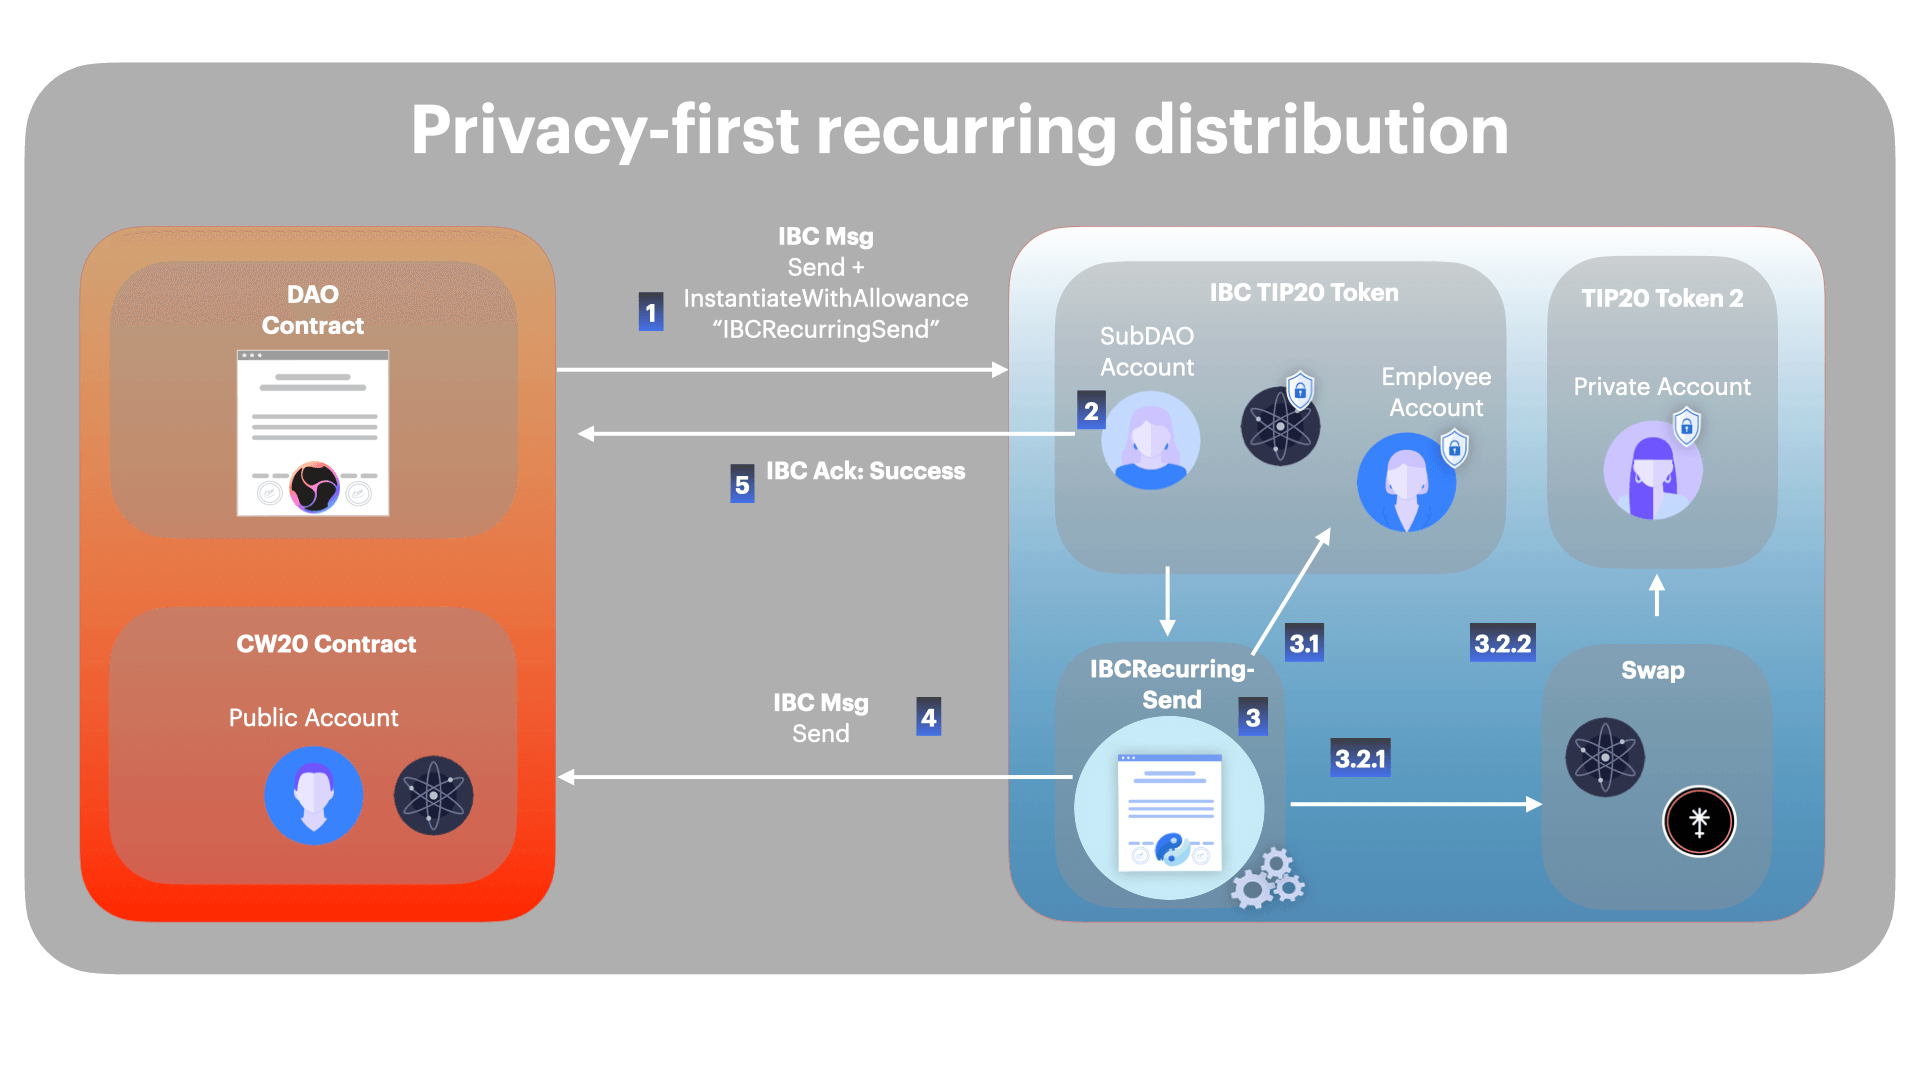 Privacy-first recurring distribution
DAO
Contract
CW20 Contract
Public Account
IBC Msg
Send +
1
InstantiateWithAllowance
“IBCRecurringSend”
5
IBC Ack: Success
IBC Msg
Send
4
IBC TIP20 Token
SubDAO
Account
2
Employee
Account
TIP20 Token 2
Private Account
IBCRecurring-
Send
3
3.1
3.2.1
3.2.2
Swap